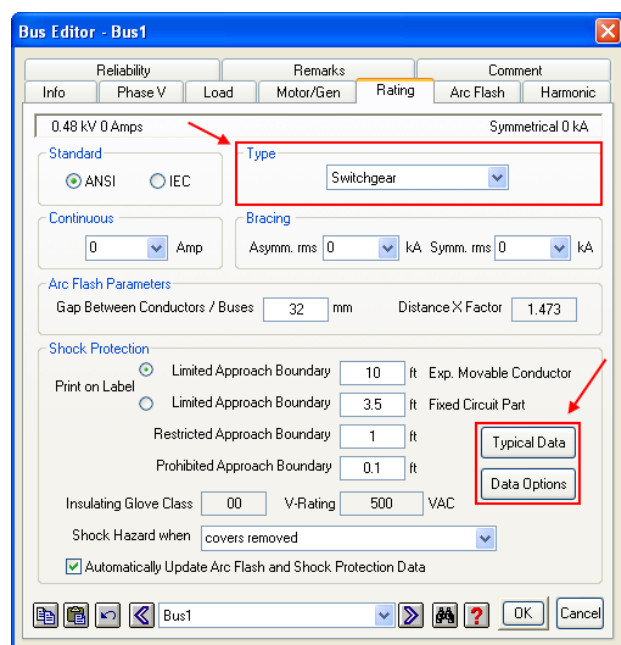 Bus Editor - Bus1
Reliability Remarks Comment
Info Phase V Load Motor/Gen Rating Arc Flash Harmonic
0.48 kV 0 Amps Symmetrical 0 kA
Standard
ANSI IEC
Type
Switchgear
Continuous
0 Amp
Bracing
Asymm. rms 0 kA Symm. rms 0 kA
Arc Flash Parameters
Gap Between Conductors / Buses 32 mm Distance X Factor 1.473
Shock Protection
Print on Label
Limited Approach Boundary 10 ft Exp. Movable Conductor
Limited Approach Boundary 3.5 ft Fixed Circuit Part
Restricted Approach Boundary 1 ft
Prohibited Approach Boundary 0.1 ft
Typical Data
Data Options
Insulating Glove Class 00 V-Rating 500 VAC
Shock Hazard when covers removed
Automatically Update Arc Flash and Shock Protection Data
Bus1 ? OK Cancel